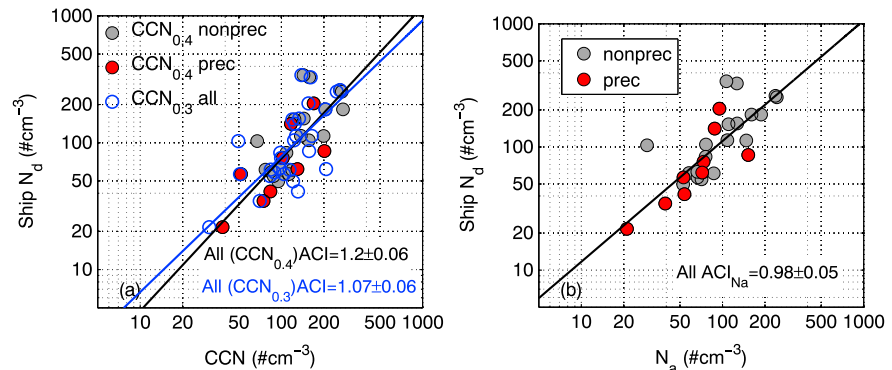 1000
500
200
100
50
20
10
Ship N_d (#cm^-3)
CCN_0.4 nonprec
CCN_0.4 prec
CCN_0.3 all
All (CCN_0.4)ACI=1.2±0.06
All (CCN_0.3)ACI=1.07±0.06
(a)
10 50 100 200 500 1000
CCN (#cm^-3)
1000
500
200
100
50
20
10
Ship N_d (#cm^-3)
nonprec
prec
All ACI_Na=0.98±0.05
(b)
5 10 20 50 100 200 500 1000
N_a (#cm^-3)